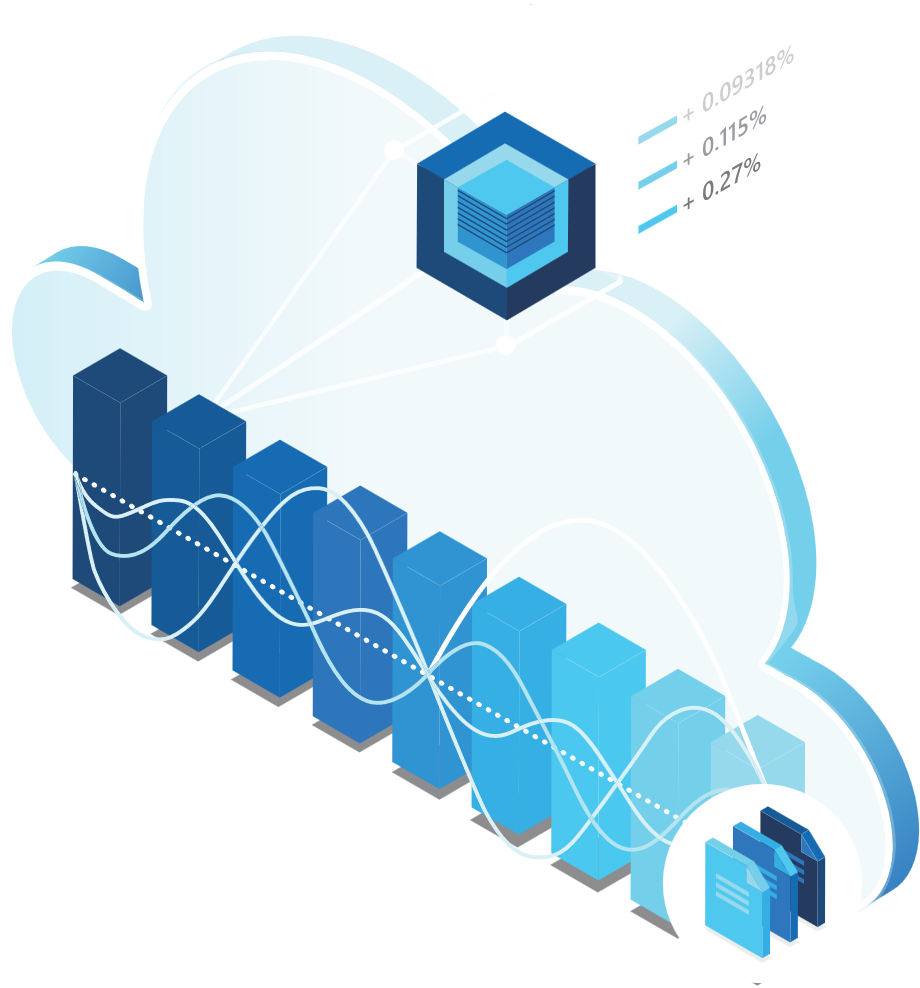 + 0.09318%
+ 0.115%
+ 0.27%